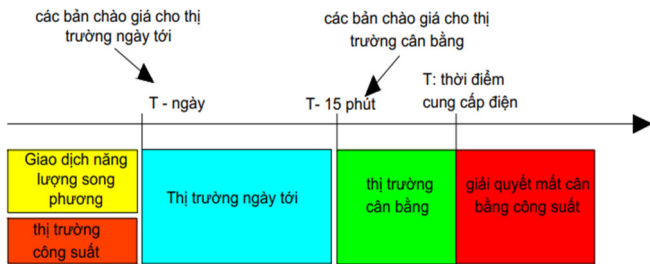 các bản chào giá cho thị
trường ngày tới
các bản chào giá cho thị
trường cân bằng
T - ngày
T- 15 phút
T: thời điểm
cung cấp điện
Giao dịch năng
lượng song
phương
thị trường
công suất
Thị trường ngày tới
thị trường
cân bằng
giải quyết mất cân
bằng công suất